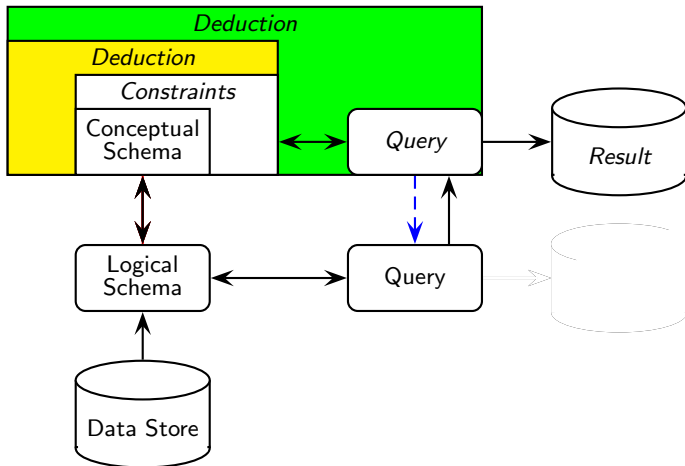 Deduction
Deduction
Constraints
Conceptual
Schema
Query
Result
Logical
Schema
Query
Data Store